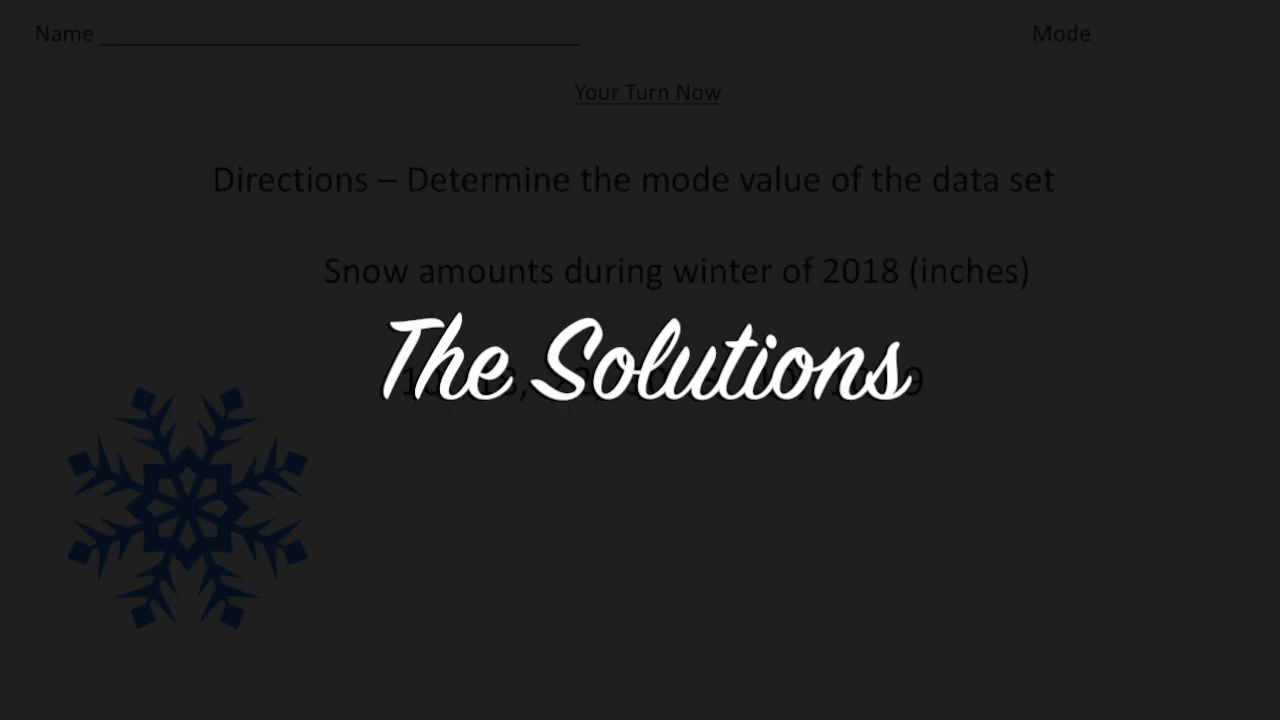 Name
Mode
Your Turn Now
Directions – Determine the mode value of the data set
Snow amounts during winter of 2018 (inches)
The Solutions